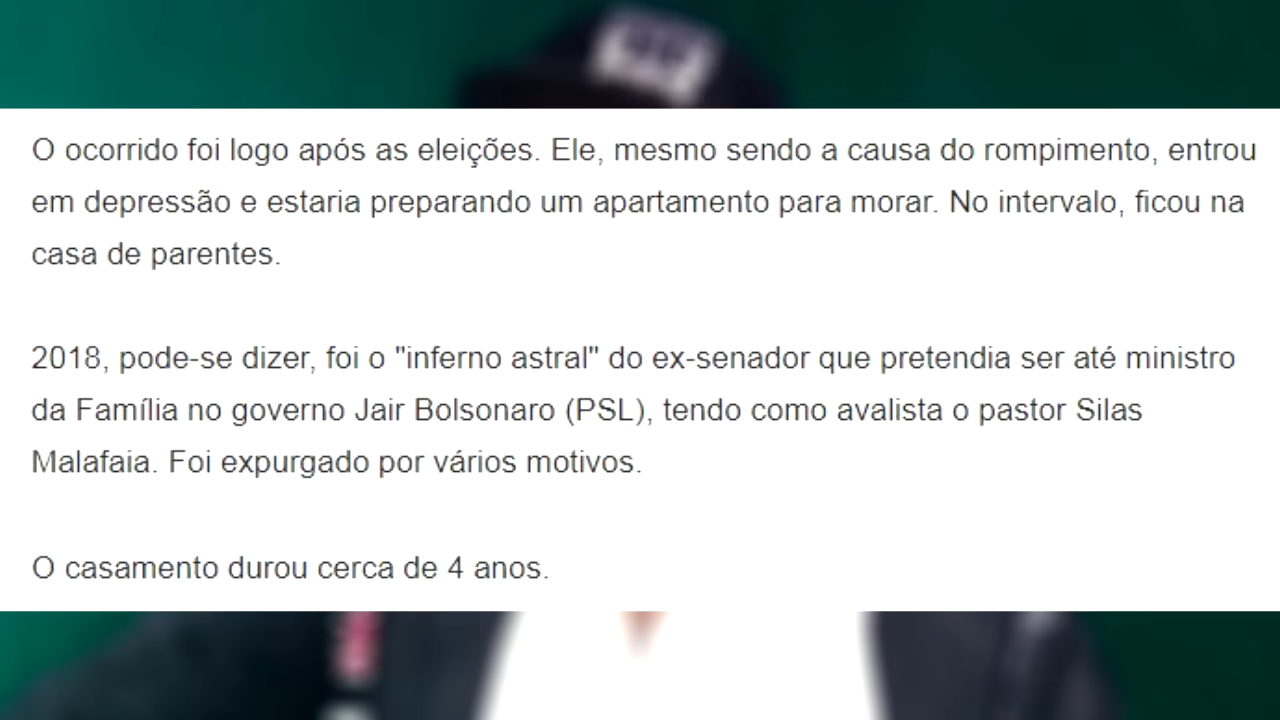 O ocorrido foi logo após as eleições. Ele, mesmo sendo a causa do rompimento, entrou
em depressão e estaria preparando um apartamento para morar. No intervalo, ficou na
casa de parentes.
2018, pode-se dizer, foi o "inferno astral" do ex-senador que pretendia ser até ministro
da Família no governo Jair Bolsonaro (PSL), tendo como avalista o pastor Silas
Malafaia. Foi expurgado por vários motivos.
O casamento durou cerca de 4 anos.